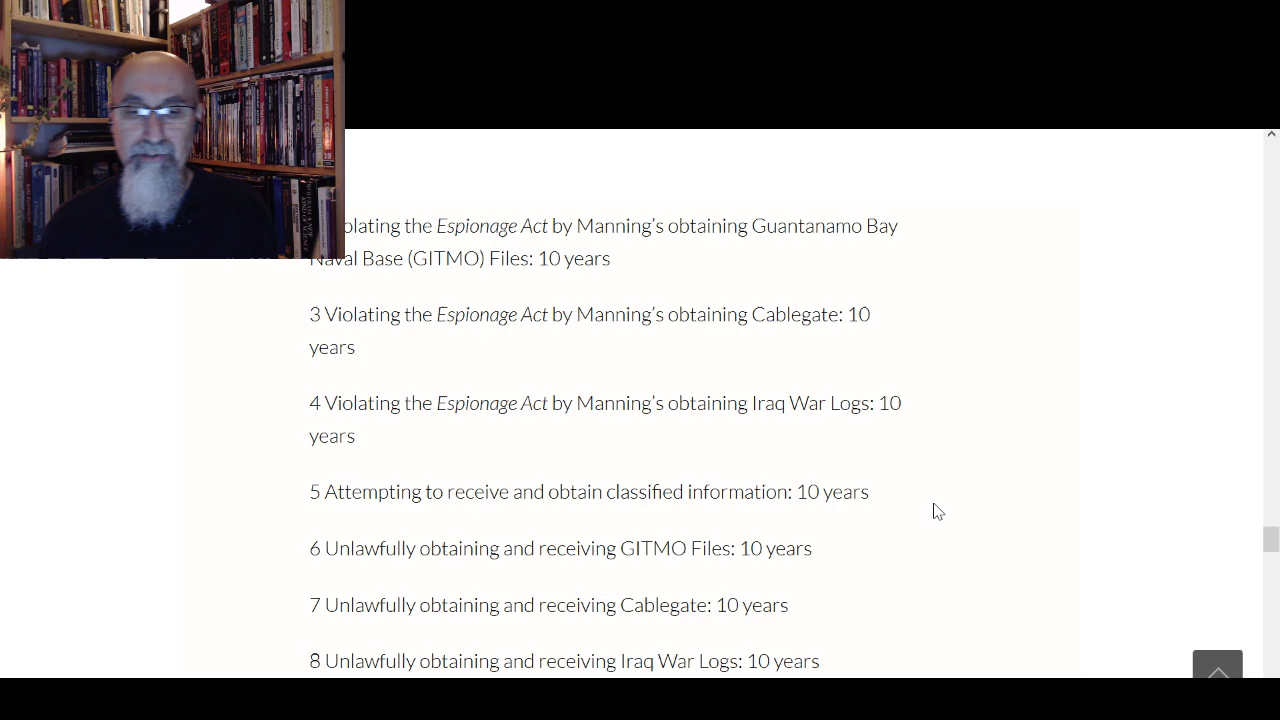 olating the Espionage Act by Manning’s obtaining Guantanamo Bay
Naval Base (GITMO) Files: 10 years
3 Violating the Espionage Act by Manning’s obtaining Cablegate: 10
years
4 Violating the Espionage Act by Manning’s obtaining Iraq War Logs: 10
years
5 Attempting to receive and obtain classified information: 10 years
6 Unlawfully obtaining and receiving GITMO Files: 10 years
7 Unlawfully obtaining and receiving Cablegate: 10 years
8 Unlawfully obtaining and receiving Iraq War Logs: 10 years